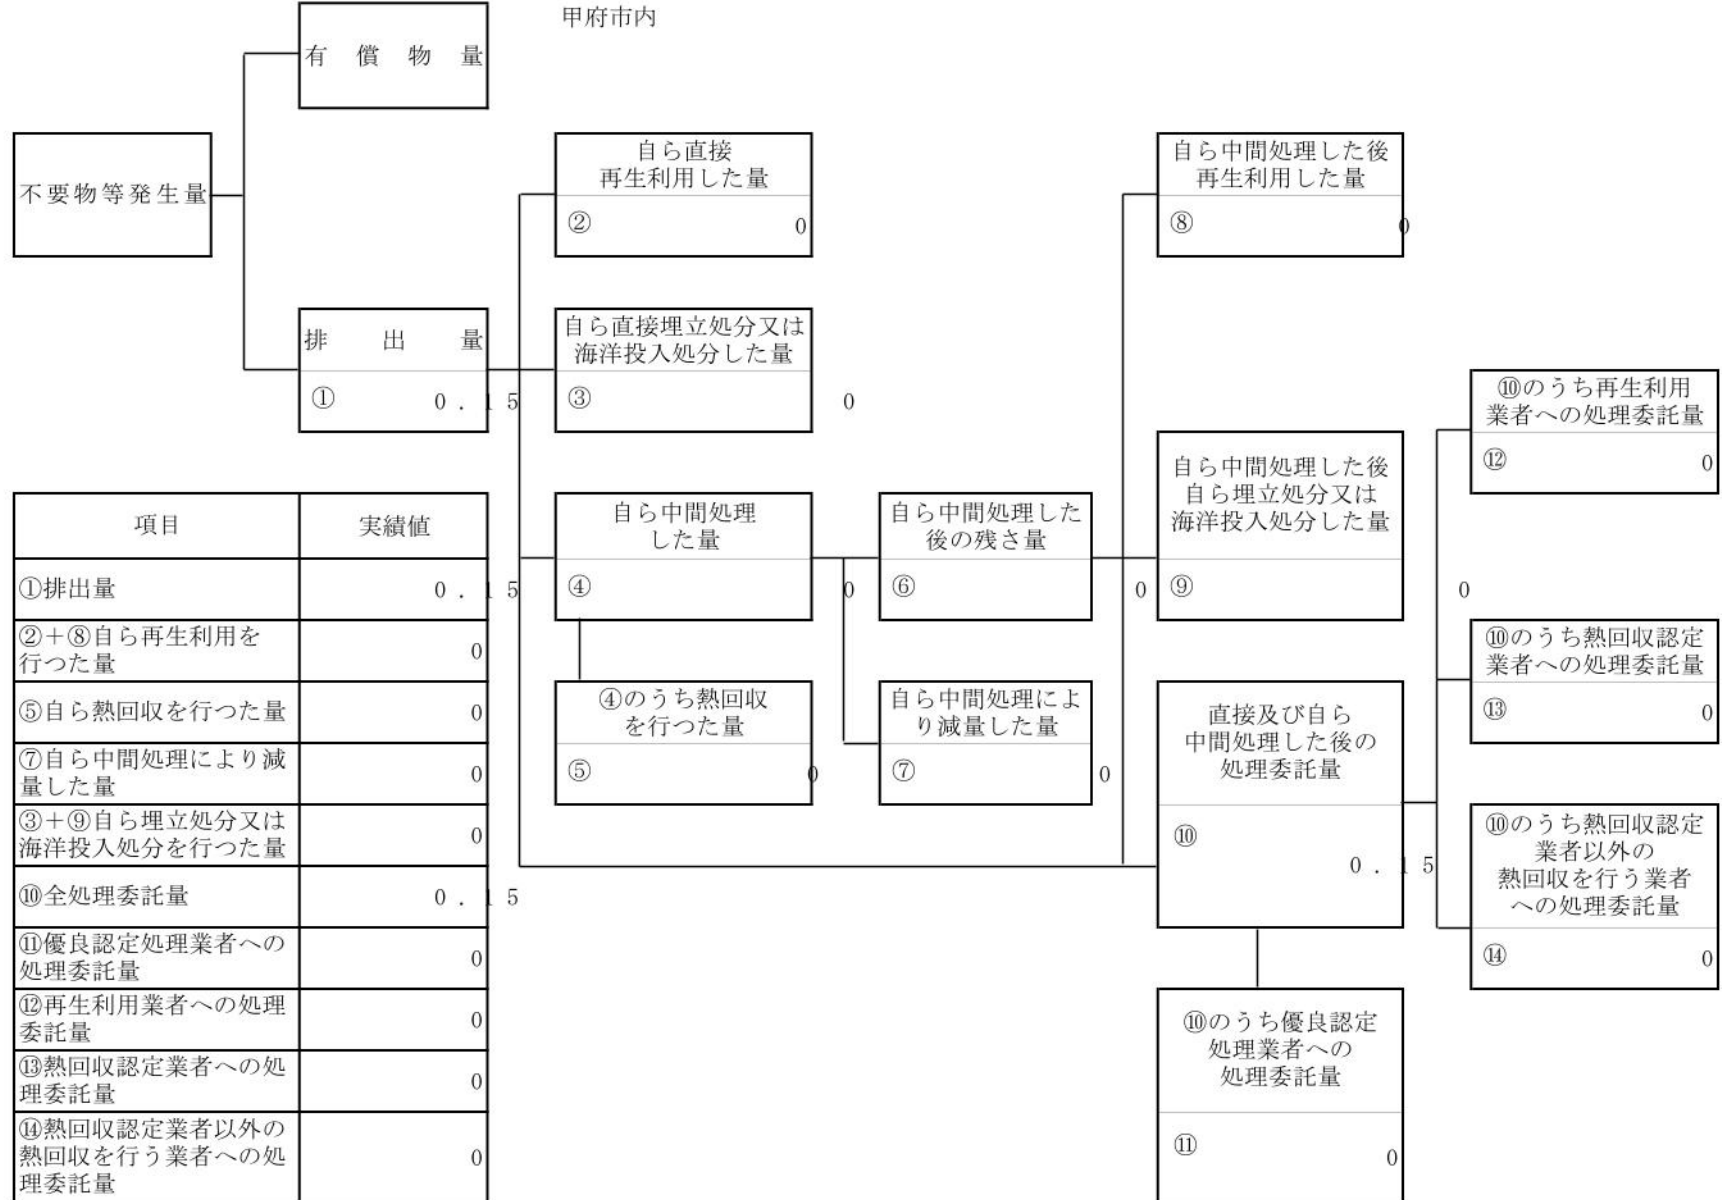 甲府市内
有償物量
不要物等発生量
自ら直接
再生利用した量
② 0
自ら中間処理した後
再生利用した量
⑧ 0
排出量
① 0.15
自ら直接埋立処分又は
海洋投入処分した量
③ 0
⑩のうち再生利用
業者への処理委託量
⑫ 0
自ら中間処理
した量
④ 0
自ら中間処理した
後の残さ量
⑥ 0
自ら中間処理した後
自ら埋立処分又は
海洋投入処分した量
⑨ 0
⑩のうち熱回収認定
業者への処理委託量
⑬ 0
④のうち熱回収
を行つた量
⑤ 0
自ら中間処理によ
り減量した量
⑦ 0
直接及び自ら
中間処理した後の
処理委託量
⑩ 0.15
⑩のうち熱回収認定
業者以外の
熱回収を行う業者
への処理委託量
⑭ 0
⑩のうち優良認定
処理業者への
処理委託量
⑪ 0
項目 実績値
①排出量 0.15
②+⑧自ら再生利用を
行つた量 0
⑤自ら熱回収を行つた量 0
⑦自ら中間処理により減
量した量 0
③+⑨自ら埋立処分又は
海洋投入処分を行つた量 0
⑩全処理委託量 0.15
⑪優良認定処理業者への
処理委託量 0
⑫再生利用業者への処理
委託量 0
⑬熱回収認定業者への処
理委託量 0
⑭熱回収認定業者以外の
熱回収を行う業者への処
理委託量 0